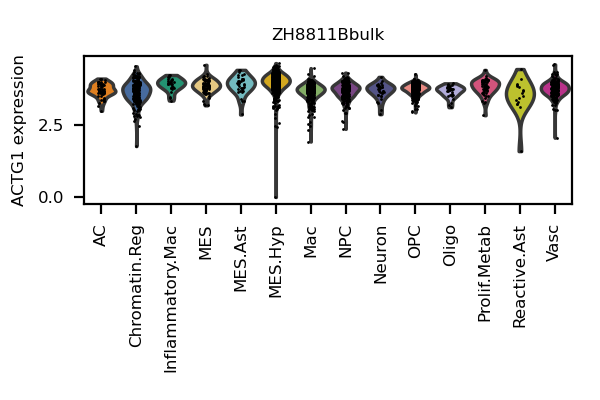 ZH8811Bbulk
ACTG1 expression
2.5
0.0
AC
Chromatin.Reg
Inflammatory.Mac
MES
MES.Ast
MES.Hyp
Mac
NPC
Neuron
OPC
Oligo
Prolif.Metab
Reactive.Ast
Vasc